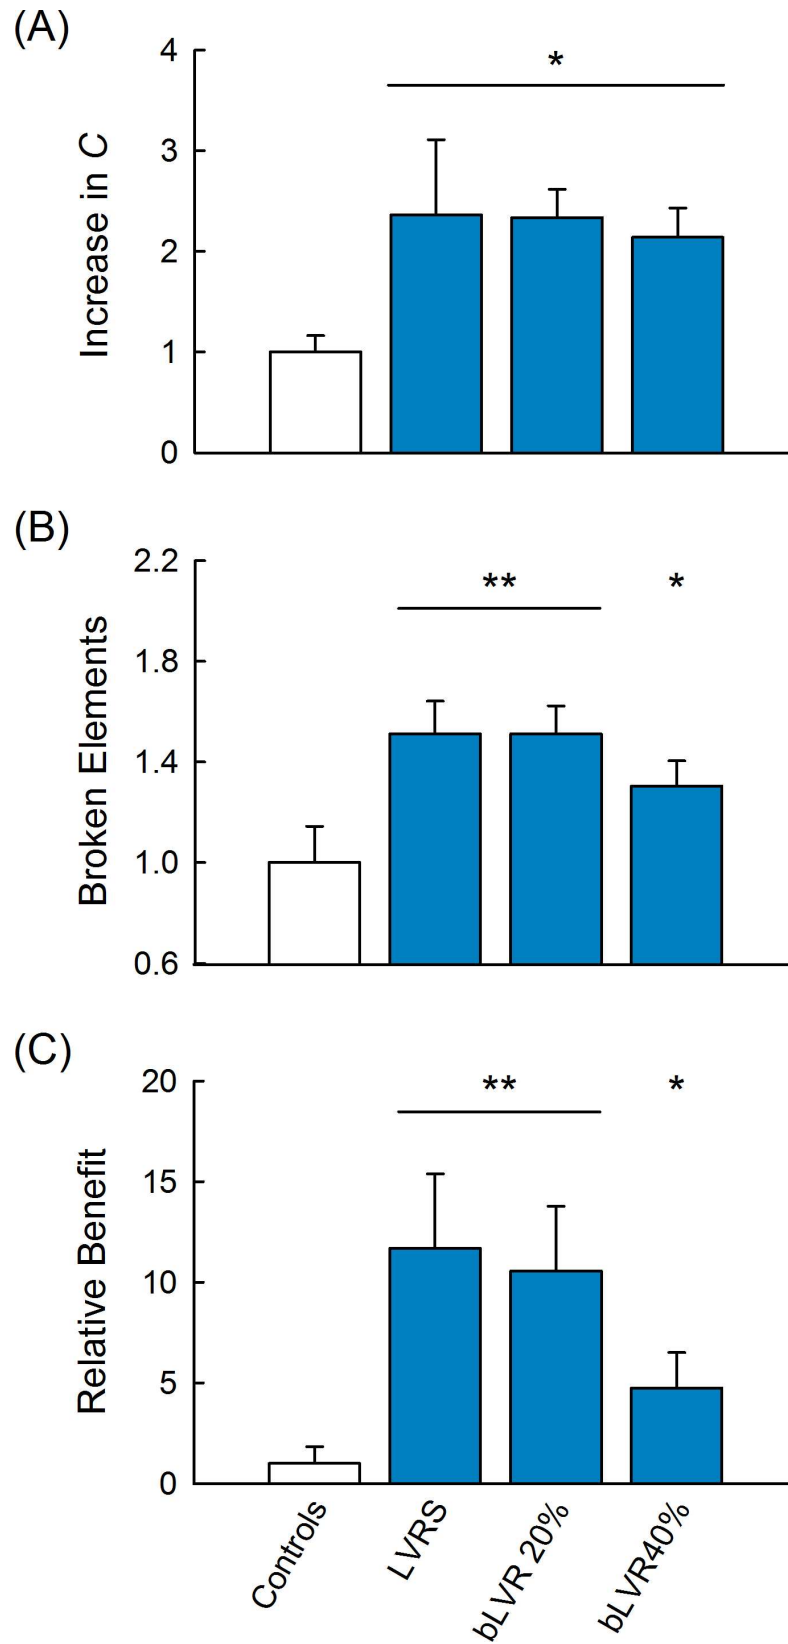 (A)
Increase in C
4
3
2
1
0
*
(B)
Broken Elements
2.2
1.8
1.4
1.0
0.6
**
*
(C)
Relative Benefit
20
15
10
5
0
**
*
Controls
LVRS
bLVR 20%
bLVR40%